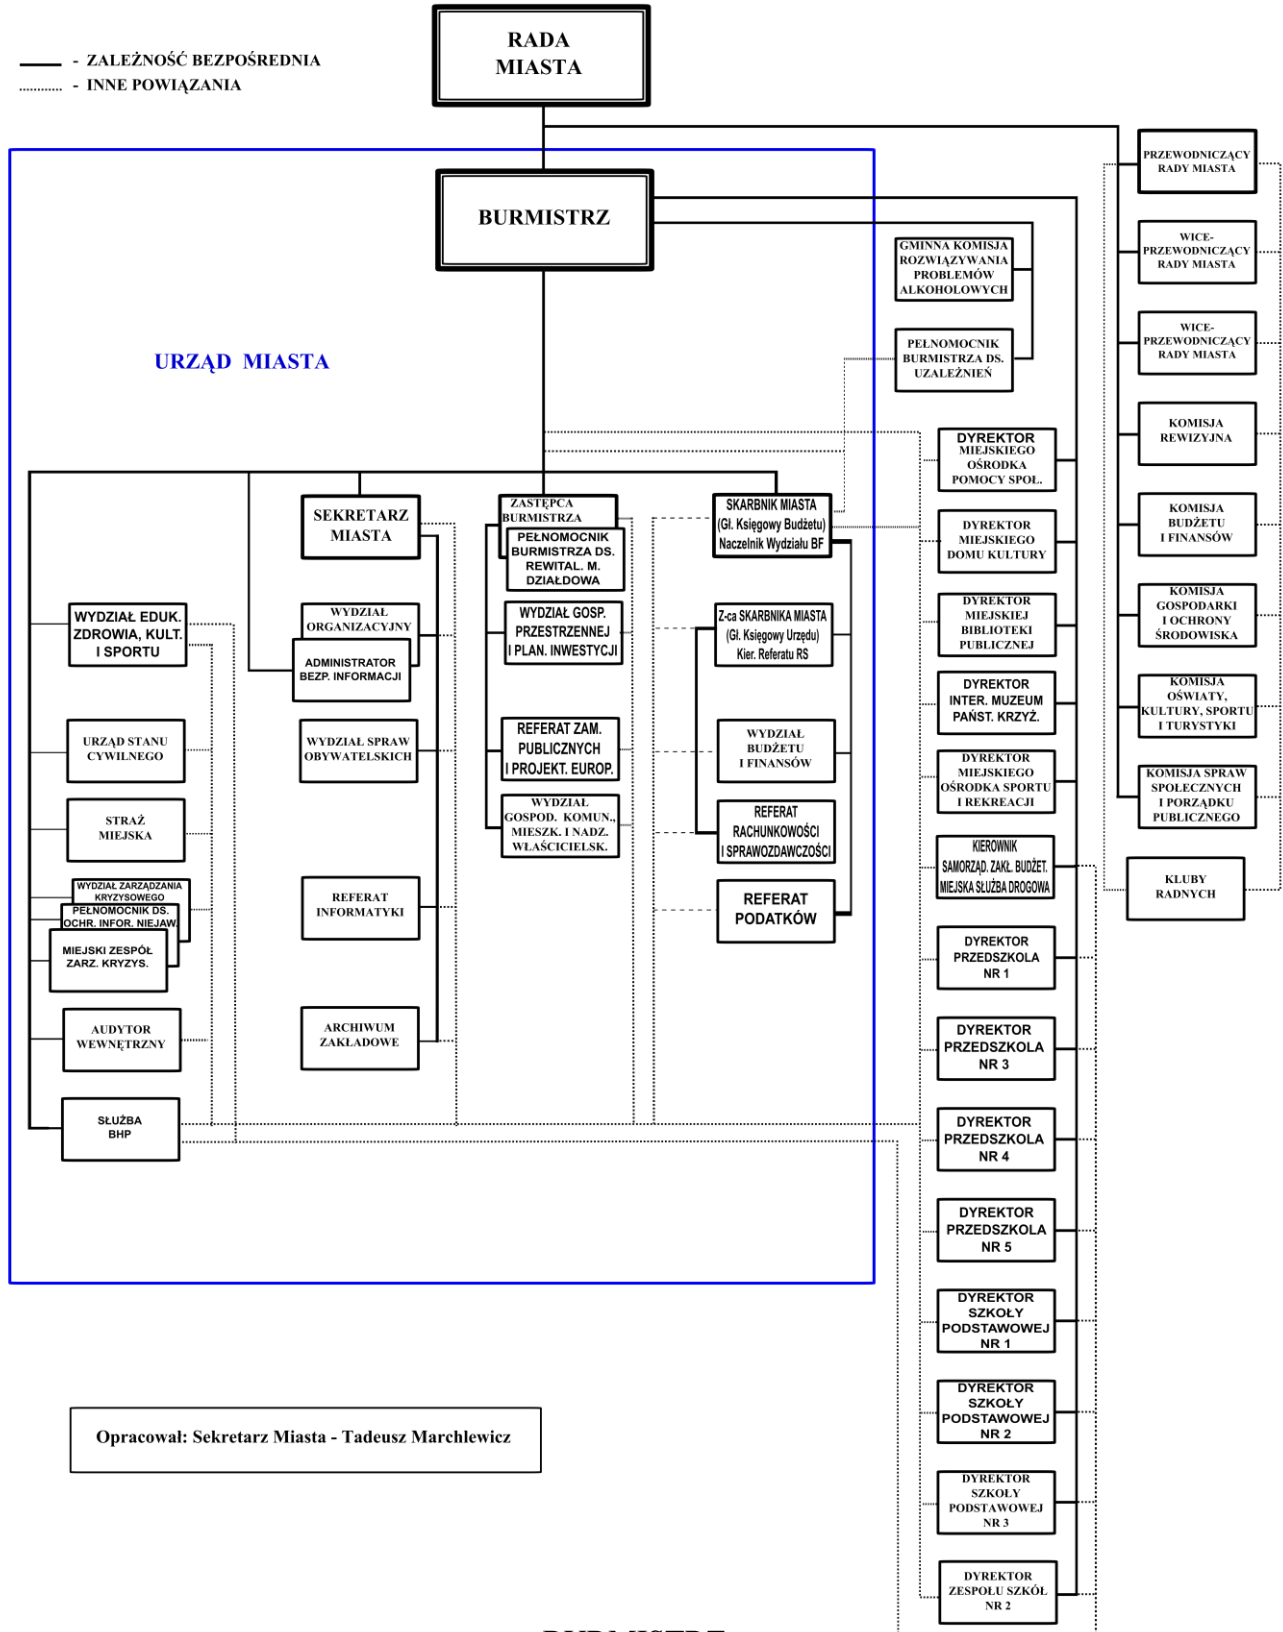 RADA
MIASTA
- ZALEŻNOŚĆ BEZPOŚREDNIA
- INNE POWIĄZANIA
BURMISTRZ
URZĄD MIASTA
PRZEWODNICZĄCY
RADY MIASTA
WICE-
PRZEWODNICZĄCY
RADY MIASTA
WICE-
PRZEWODNICZĄCY
RADY MIASTA
KOMISJA
REWIZYJNA
KOMISJA
BUDŻETU
I FINANSÓW
KOMISJA
GOSPODARKI
I OCHRONY
ŚRODOWISKA
KOMISJA
OŚWIATY,
KULTURY, SPORTU
I TURYSTYKI
KOMISJA SPRAW
SPOŁECZNYCH
I PORZĄDKU
PUBLICZNEGO
KLUBY
RADNYCH
GMINNA KOMISJA
ROZWIĄZYWANIA
PROBLEMÓW
ALKOHOLOWYCH
PEŁNOMOCNIK
BURMISTRZA DS.
UZALEŻNIEŃ
WYDZIAŁ EDUK.
ZDROWIA, KULT.
I SPORTU
URZĄD STANU
CYWILNEGO
STRAŻ
MIEJSKA
WYDZIAŁ ZARZĄDZANIA
KRYZYSOWEGO
PEŁNOMOCNIK DS.
OCHR. INFOR. NIEJAW.
MIEJSKI ZESPÓŁ
ZARZ. KRYZYS.
AUDYTOR
WEWNĘTRZNY
SŁUŻBA
BHP
SEKRETARZ
MIASTA
WYDZIAŁ
ORGANIZACYJNY
ADMINISTRATOR
BEZP. INFORMACJI
WYDZIAŁ SPRAW
OBYWATELSKICH
REFERAT
INFORMATYKI
ARCHIWUM
ZAKŁADOWE
ZASTĘPCA
BURMISTRZA
PEŁNOMOCNIK
BURMISTRZA DS.
REWITAL. M.
DZIAŁDOWA
WYDZIAŁ GOSP.
PRZESTRZENNEJ
I PLAN. INWESTYCJI
REFERAT ZAM.
PUBLICZNYCH
I PROJEKT. EUROP.
WYDZIAŁ
GOSPOD. KOMUN.,
MIESZK. I NADZ.
WŁAŚCICIELSK.
SKARBNIK MIASTA
(Gł. Księgowy Budżetu)
Naczelnik Wydziału BF
Z-ca SKARBNIKA MIASTA
(Gł. Księgowy Urzędu)
Kier. Referatu RS
WYDZIAŁ
BUDŻETU
I FINANSÓW
REFERAT
RACHUNKOWOŚCI
I SPRAWOZDAWCZOŚCI
REFERAT
PODATKÓW
DYREKTOR
MIEJSKIEGO
OŚRODKA
POMOCY SPOŁ.
DYREKTOR
MIEJSKIEGO
DOMU KULTURY
DYREKTOR
MIEJSKIEJ
BIBLIOTEKI
PUBLICZNEJ
DYREKTOR
INTER. MUZEUM
PAŃST. KRZYŻ.
DYREKTOR
MIEJSKIEGO
OŚRODKA SPORTU
I REKREACJI
KIEROWNIK
SAMORZĄD. ZAKŁ. BUDŻET.
MIEJSKA SŁUŻBA DROGOWA
DYREKTOR
PRZEDSZKOLA
NR 1
DYREKTOR
PRZEDSZKOLA
NR 3
DYREKTOR
PRZEDSZKOLA
NR 4
DYREKTOR
PRZEDSZKOLA
NR 5
DYREKTOR
SZKOŁY
PODSTAWOWEJ
NR 1
DYREKTOR
SZKOŁY
PODSTAWOWEJ
NR 2
DYREKTOR
SZKOŁY
PODSTAWOWEJ
NR 3
DYREKTOR
ZESPOŁU SZKÓŁ
NR 2
Opracował: Sekretarz Miasta - Tadeusz Marchlewicz